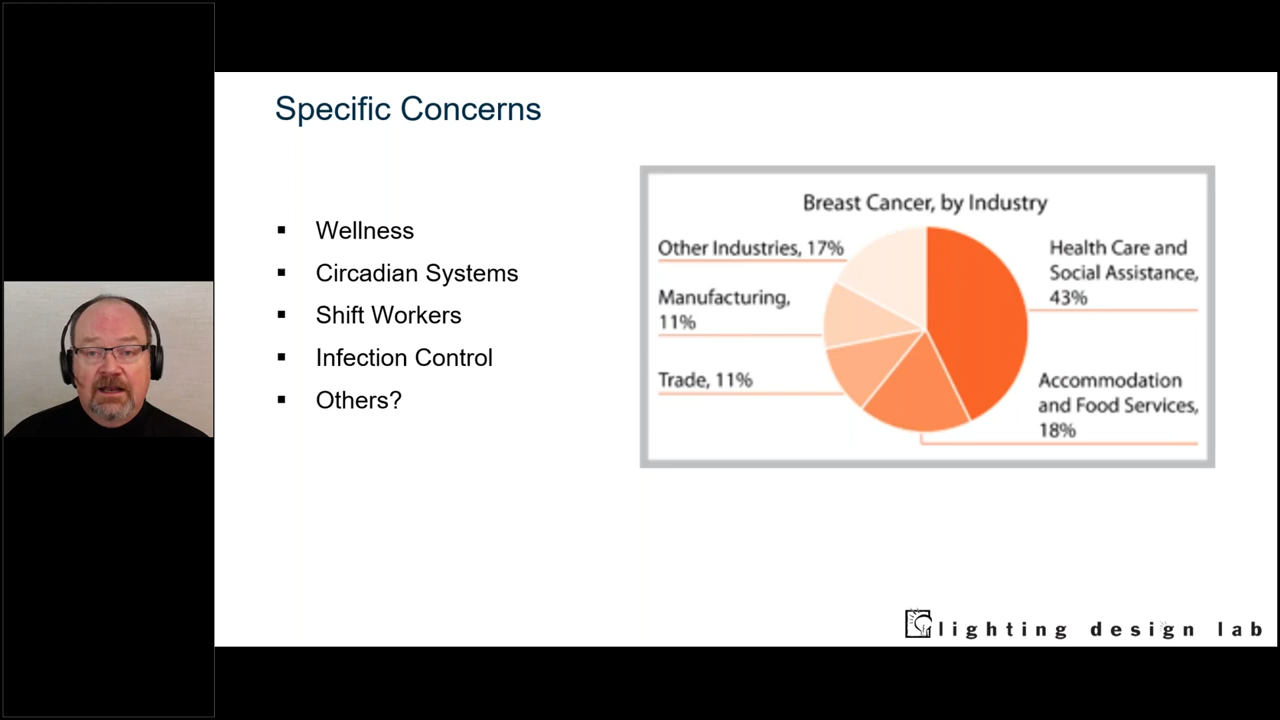 Specific Concerns
▪ Wellness
▪ Circadian Systems
▪ Shift Workers
▪ Infection Control
▪ Others?
Breast Cancer, by Industry
Other Industries, 17%
Manufacturing,
11%
Trade, 11%
Health Care and
Social Assistance,
43%
Accommodation
and Food Services,
18%
lighting design lab